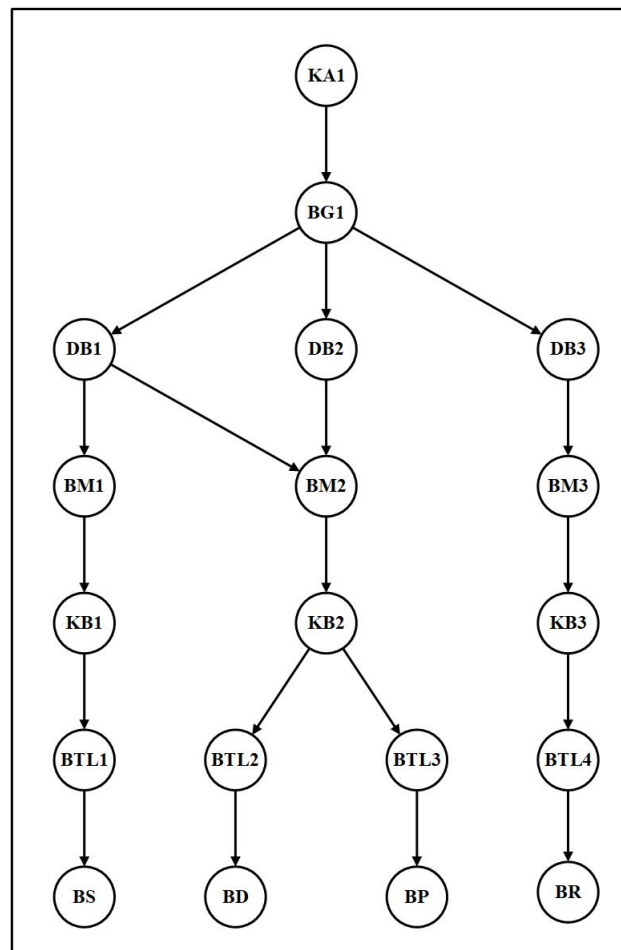 KA1
BG1
DB1 DB2 DB3
BM1 BM2 BM3
KB1 KB2 KB3
BTL1 BTL2 BTL3 BTL4
BS BD BP BR